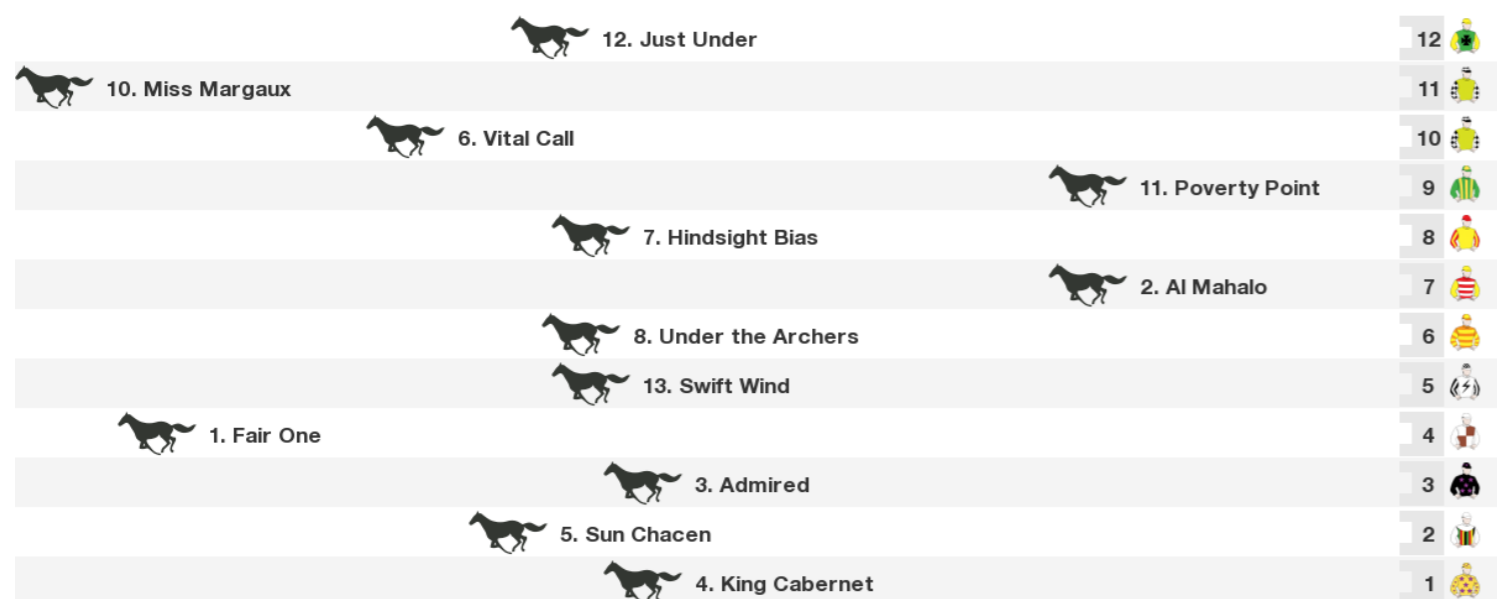 12. Just Under 12
10. Miss Margaux 11
6. Vital Call 10
11. Poverty Point 9
7. Hindsight Bias 8
2. Al Mahalo 7
8. Under the Archers 6
13. Swift Wind 5
1. Fair One 4
3. Admired 3
5. Sun Chacen 2
4. King Cabernet 1